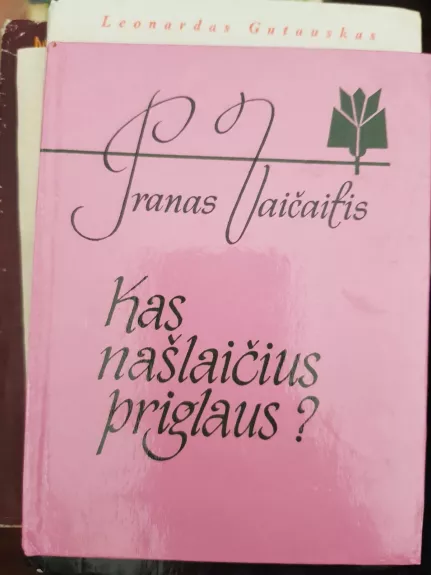 Leonardas Gutauskas
Pranas Vaičaitis
Kas
našlaičius
priglaus?